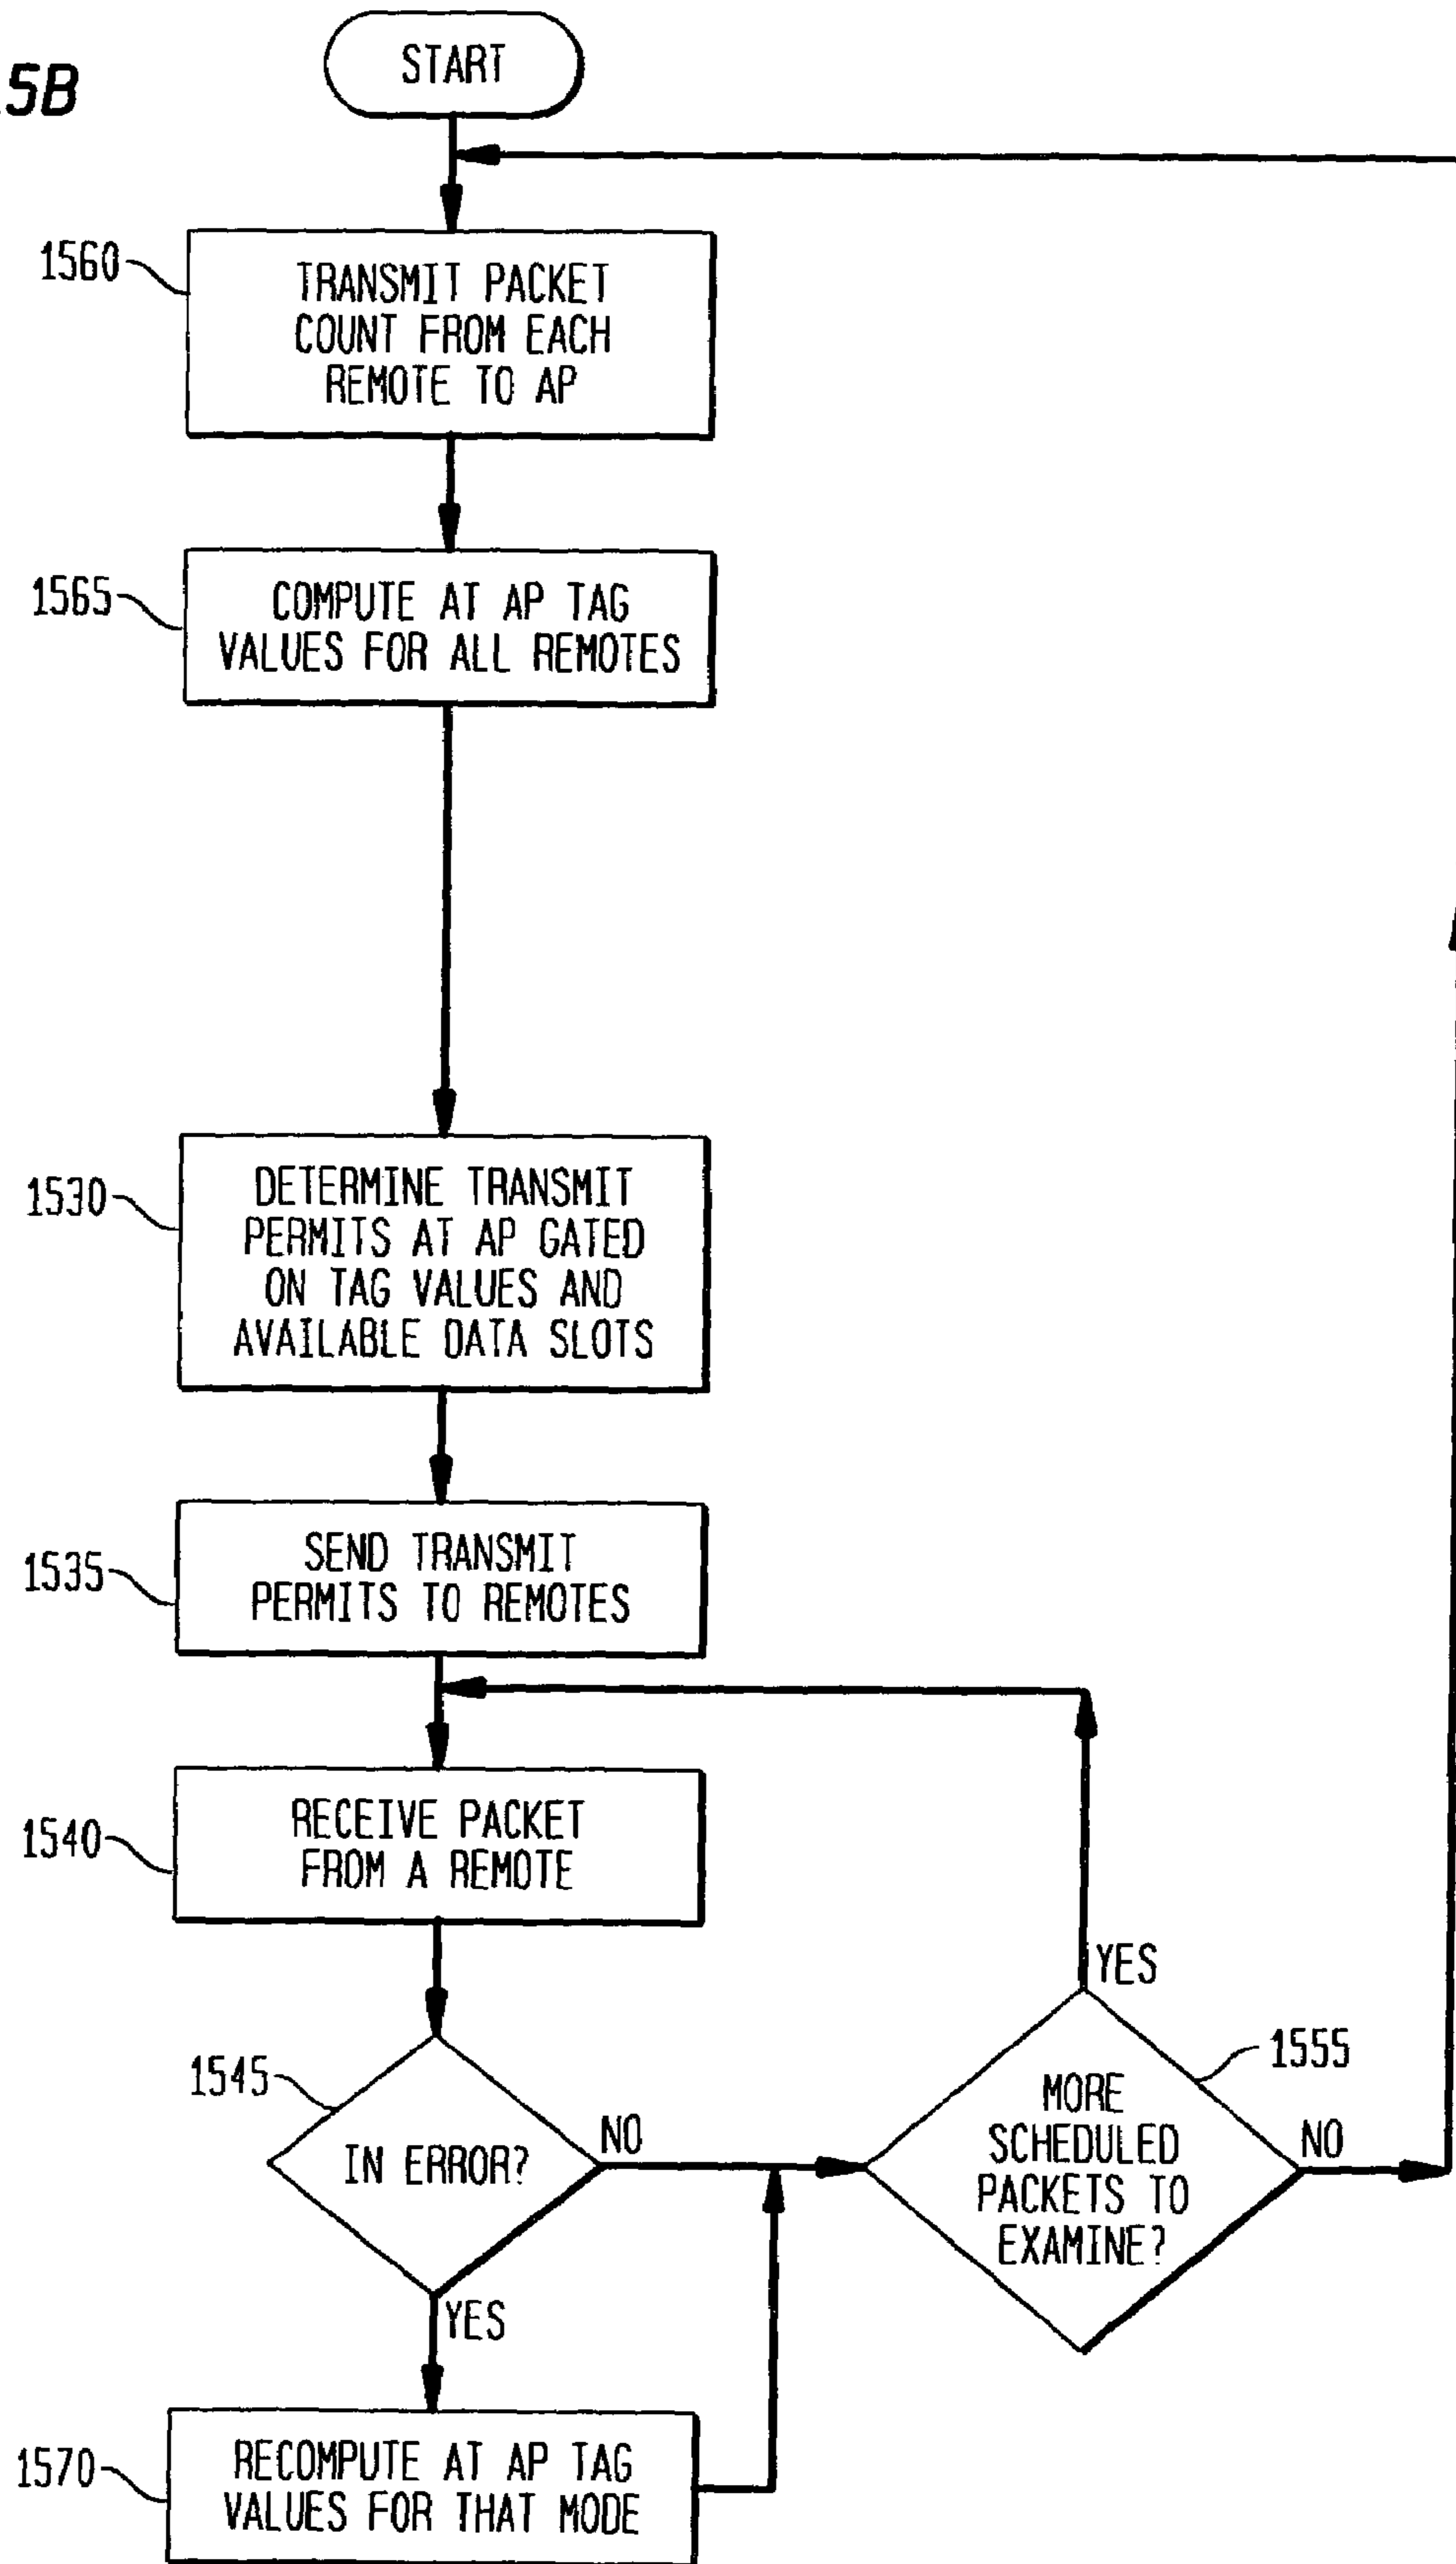 5B
START
1560
TRANSMIT PACKET
COUNT FROM EACH
REMOTE TO AP
1565
COMPUTE AT AP TAG
VALUES FOR ALL REMOTES
1530
DETERMINE TRANSMIT
PERMITS AT AP GATED
ON TAG VALUES AND
AVAILABLE DATA SLOTS
1535
SEND TRANSMIT
PERMITS TO REMOTES
1540
RECEIVE PACKET
FROM A REMOTE
YES
1545
IN ERROR?
NO
1555
MORE
SCHEDULED
PACKETS TO
EXAMINE?
NO
YES
1570
RECOMPUTE AT AP TAG
VALUES FOR THAT MODE